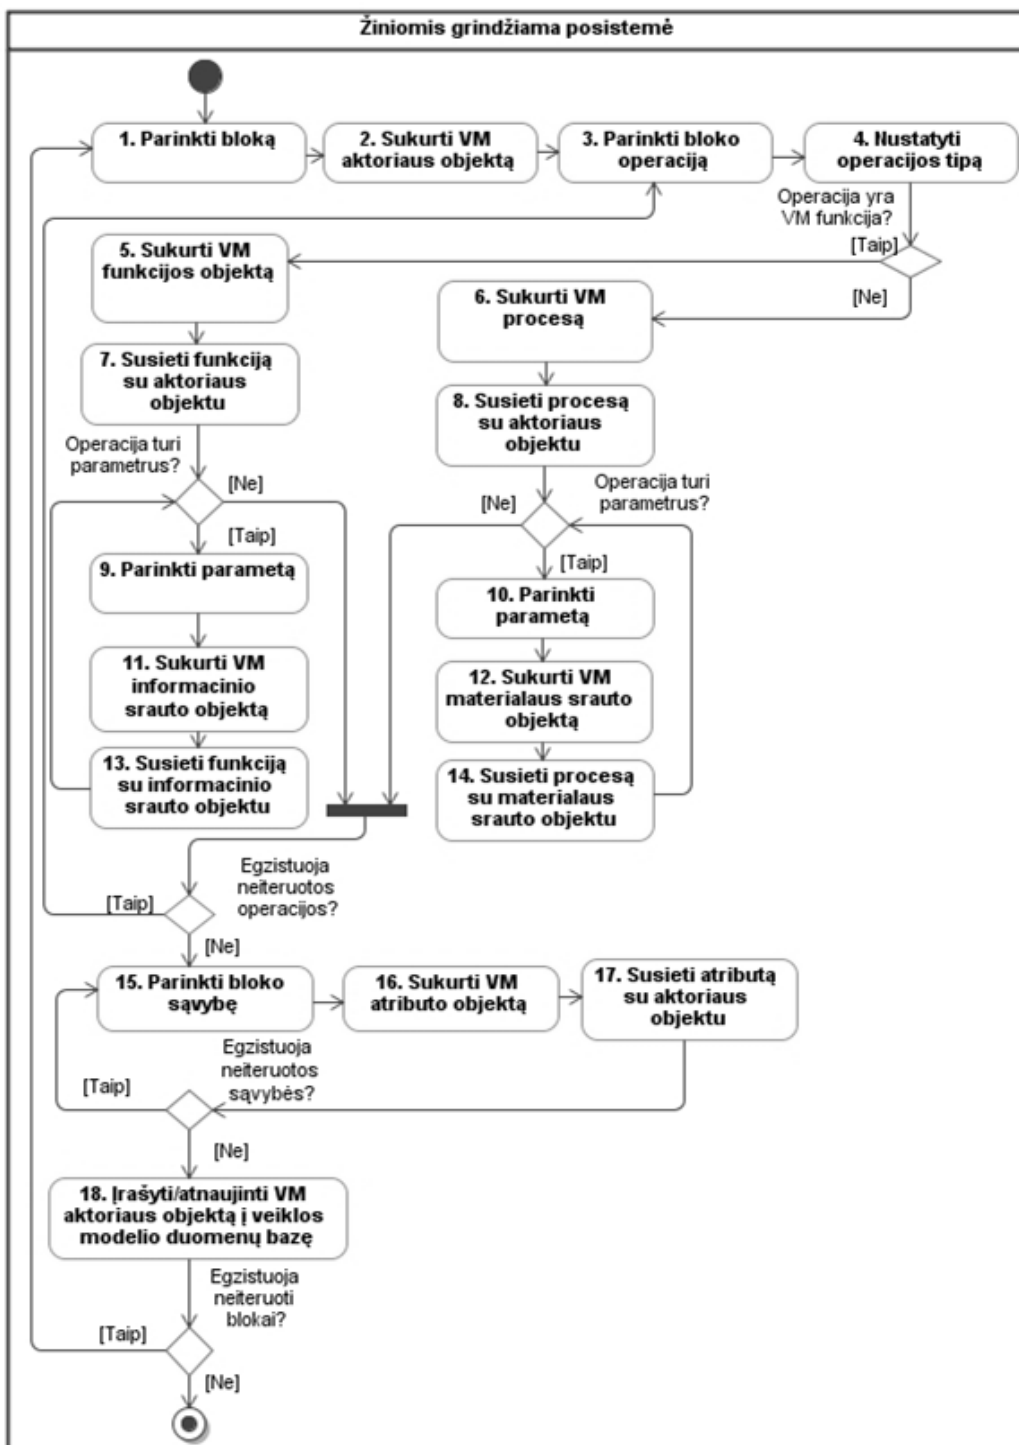 Žiniomis grindžiama posistemė
1. Parinkti bloką
2. Sukurti VM
aktoriaus objektą
3. Parinkti bloko
operaciją
4. Nustatyti
operacijos tipą
Operacija yra
VM funkcija?
[Taip]
[Ne]
5. Sukurti VM
funkcijos objektą
6. Sukurti VM
procesą
7. Susieti funkciją
su aktoriaus
objektu
8. Susieti procesą
su aktoriaus
objektu
Operacija turi
parametrus?
[Ne]
[Taip]
Operacija turi
parametrus?
[Ne]
[Taip]
9. Parinkti parametą
10. Parinkti
parametą
11. Sukurti VM
informacinio
srauto objektą
12. Sukurti VM
materialaus srauto
objektą
13. Susieti funkciją
su informacinio
srauto objektu
14. Susieti procesą
su materialaus
srauto objektu
Egzistuoja
neiteruotos
operacijos?
[Taip]
[Ne]
15. Parinkti bloko
sąvybę
16. Sukurti VM
atributo objektą
17. Susieti atributą
su aktoriaus
objektu
Egzistuoja
neiteruotos
sąvybės?
[Taip]
[Ne]
18. Įrašyti/atnaujinti VM
aktoriaus objektą į veiklos
modelio duomenų bazę
Egzistuoja
neiteruoti
blokai?
[Taip]
[Ne]